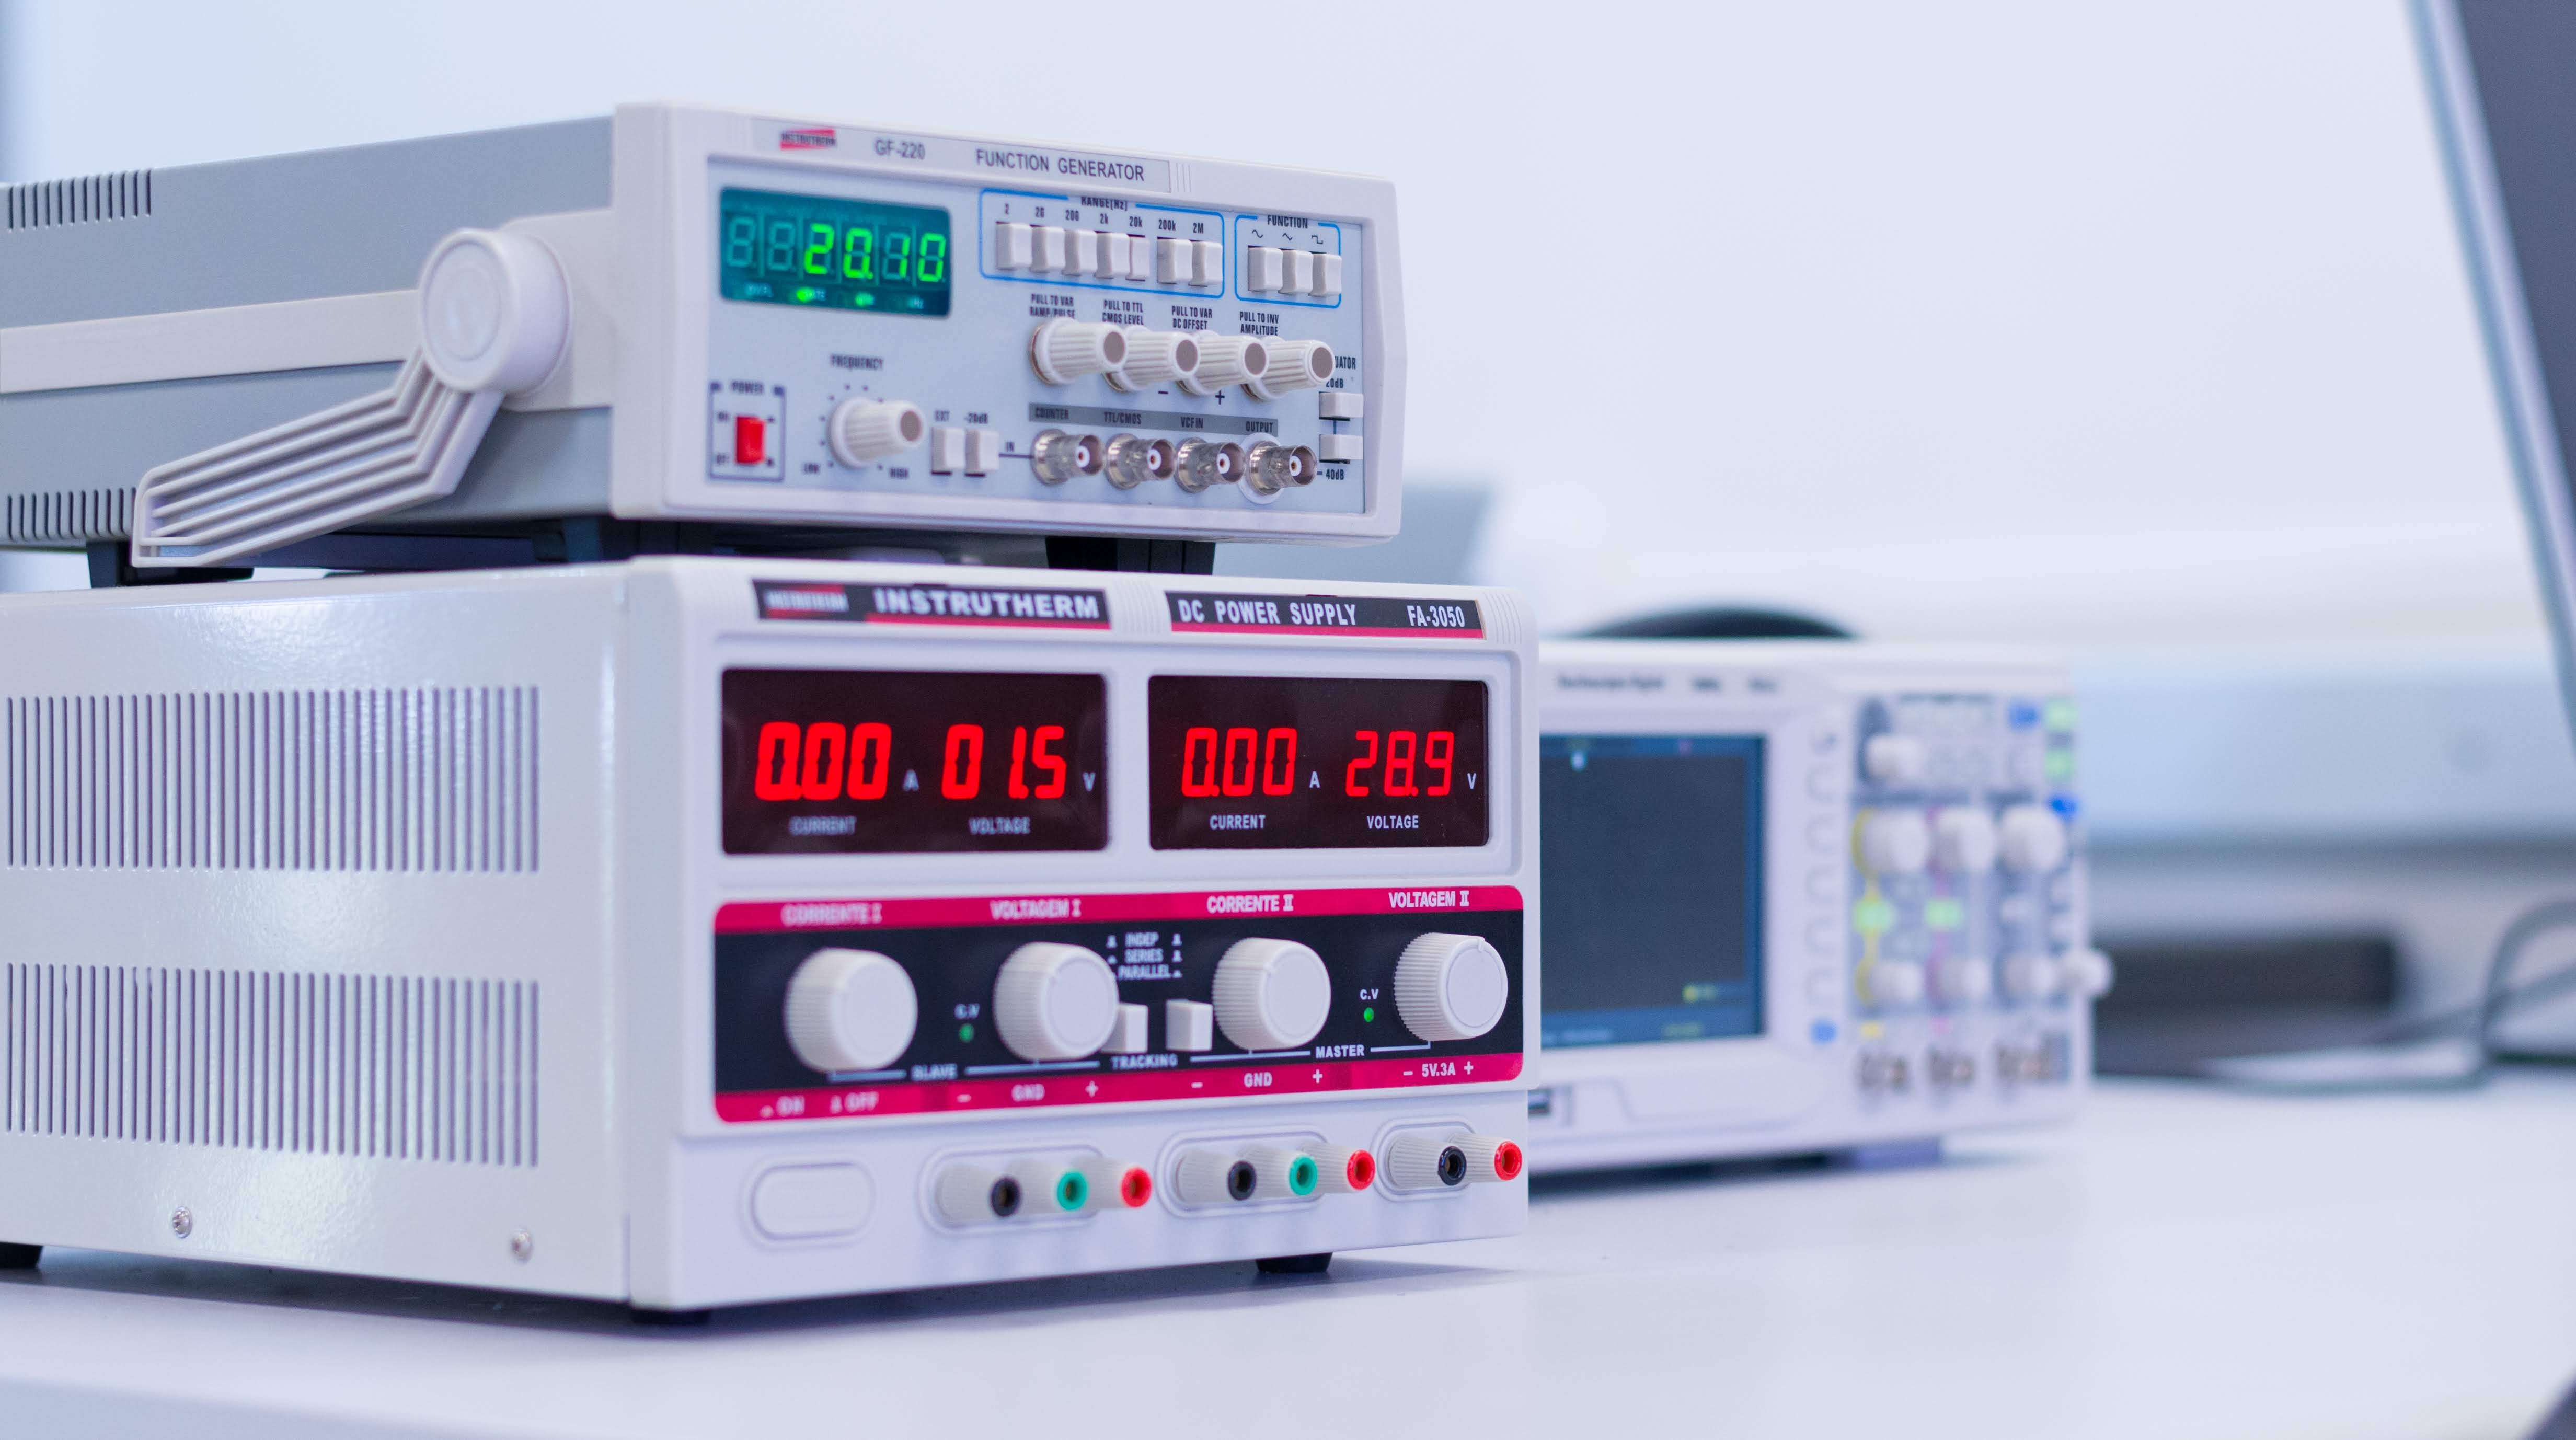 INSTRUTHERM GF-220 FUNCTION GENERATOR
20.10
RANGE(Hz)
2 20 200 2k 20k 200k 2M
FUNCTION
PULL TO VAR RAMP/PULSE
PULL TO TTL CMOS LEVEL
PULL TO VAR DC OFFSET
PULL TO INV AMPLITUDE
FREQUENCY
LOW HIGH
POWER
EXT -20dB
IN
COUNTER TTL/CMOS VCF IN OUTPUT
20dB
- 40dB
- +
INSTRUTHERM DC POWER SUPPLY FA-3050
0.00 A 01.5 V
CURRENT VOLTAGE
0.00 A 28.9 V
CURRENT VOLTAGE
CORRENTE I VOLTAGEM I CORRENTE II VOLTAGEM II
INDEP
SERIES
PARALLEL
C.V C.V
SLAVE TRACKING MASTER
ON OFF - GND + - GND + - 5V.3A +